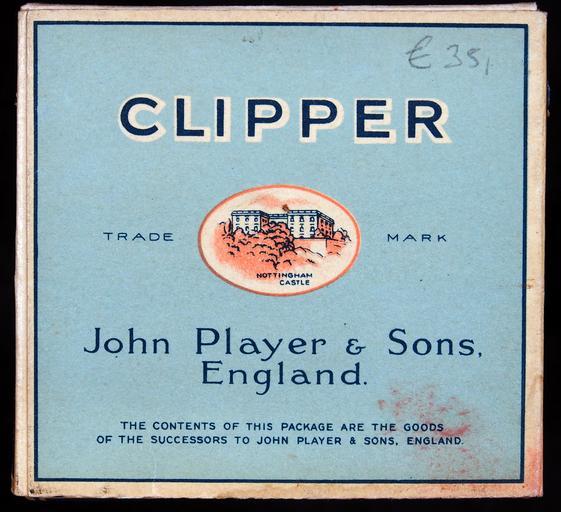 € 35,
CLIPPER
TRADE MARK
NOTTINGHAM
CASTLE
John Player & Sons,
England.
THE CONTENTS OF THIS PACKAGE ARE THE GOODS
OF THE SUCCESSORS TO JOHN PLAYER & SONS, ENGLAND.